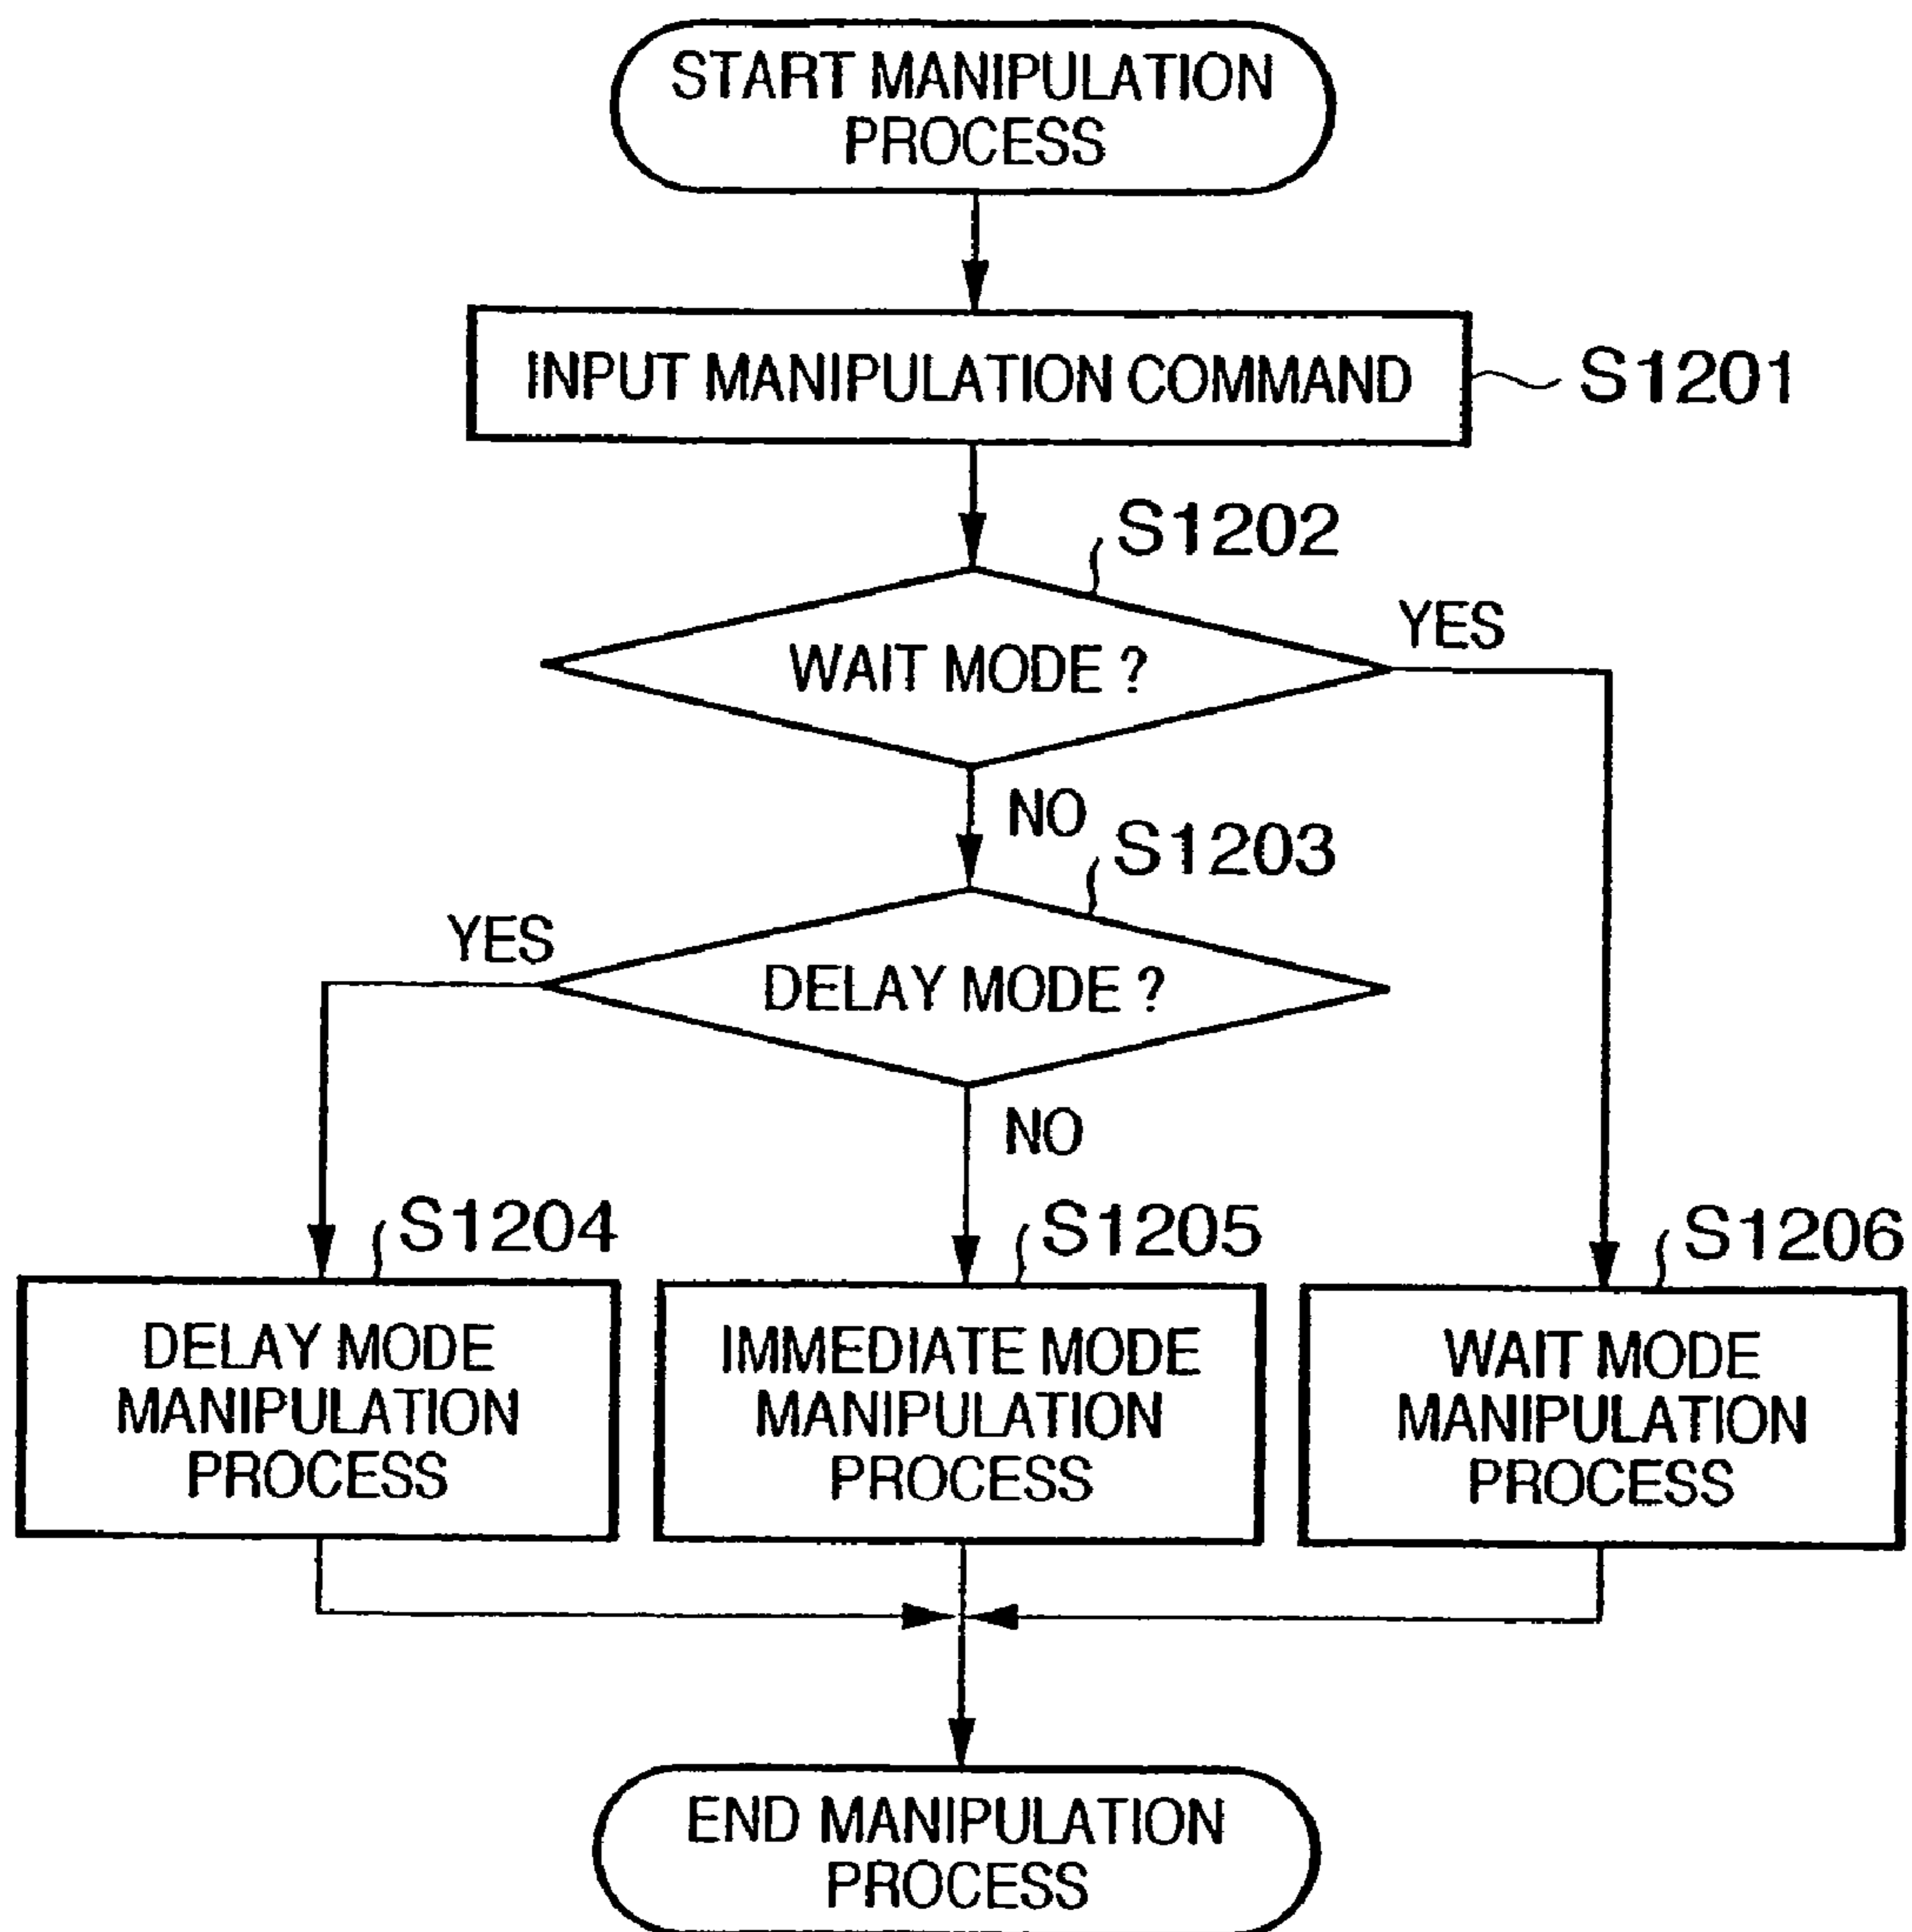 START MANIPULATION
PROCESS
INPUT MANIPULATION COMMAND
S1201
S1202
WAIT MODE ?
YES
NO
S1203
YES
DELAY MODE ?
NO
S1204
S1205
S1206
DELAY MODE
MANIPULATION
PROCESS
IMMEDIATE MODE
MANIPULATION
PROCESS
WAIT MODE
MANIPULATION
PROCESS
END MANIPULATION
PROCESS